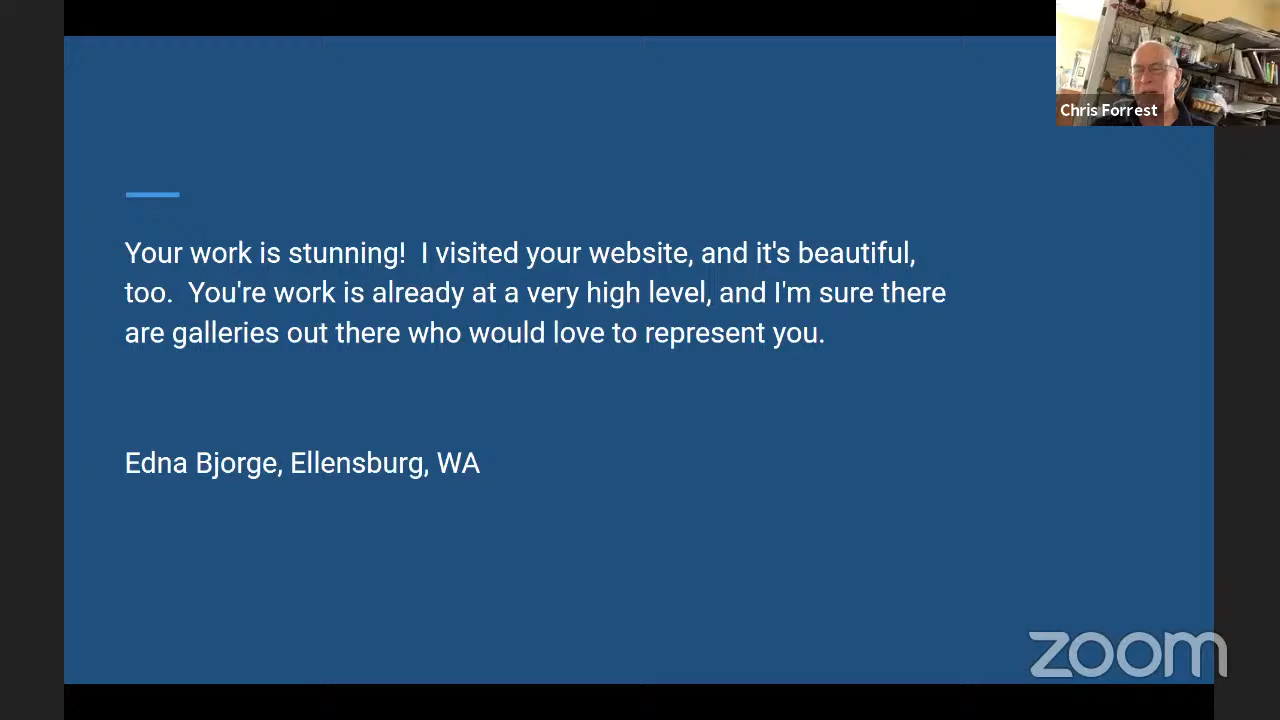 Chris Forrest
Your work is stunning!  I visited your website, and it's beautiful,
too.  You're work is already at a very high level, and I'm sure there
are galleries out there who would love to represent you.
Edna Bjorge, Ellensburg, WA
zoom